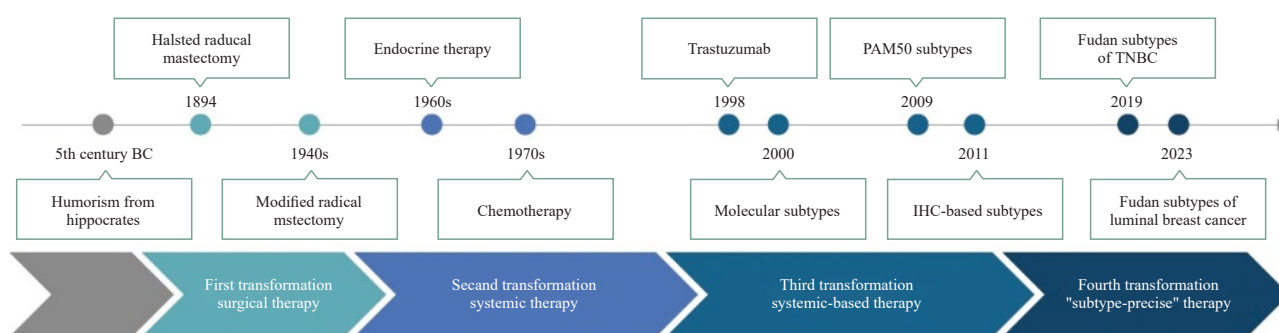 Halsted raducal
mastectomy
Endocrine therapy
Trastuzumab
PAM50 subtypes
Fudan subtypes
of TNBC
1894
1960s
1998
2009
2019
5th century BC
1940s
1970s
2000
2011
2023
Humorism from
hippocrates
Modified radical
mstectomy
Chemotherapy
Molecular subtypes
IHC-based subtypes
Fudan subtypes of
luminal breast cancer
First transformation
surgical therapy
Second transformation
systemic therapy
Third transformation
systemic-based therapy
Fourth transformation
"subtype-precise" therapy